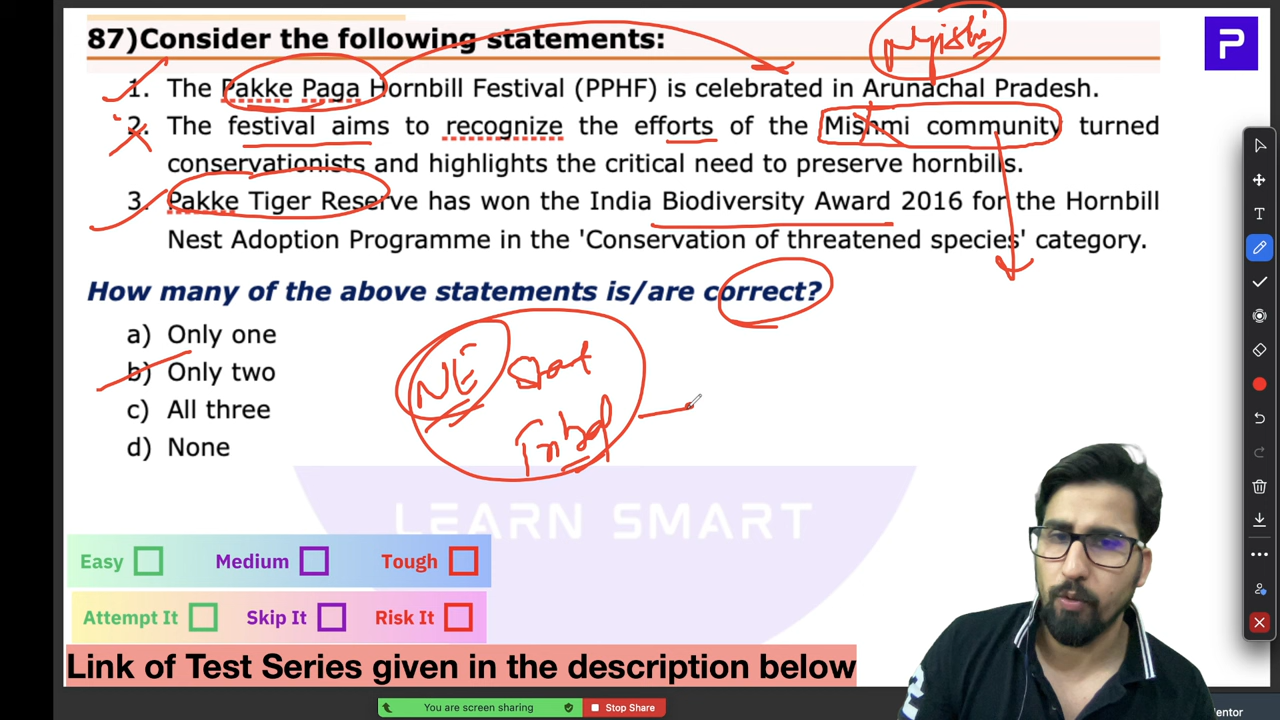 87)Consider the following statements:
Nyishi
1. The Pakke Paga Hornbill Festival (PPHF) is celebrated in Arunachal Pradesh.
2. The festival aims to recognize the efforts of the Mishmi community turned
conservationists and highlights the critical need to preserve hornbills.
3. Pakke Tiger Reserve has won the India Biodiversity Award 2016 for the Hornbill
Nest Adoption Programme in the 'Conservation of threatened species' category.
How many of the above statements is/are correct?
a) Only one
b) Only two
c) All three
d) None
NE
Tribal
P
T
LEARN SMART
Easy Medium Tough
Attempt It Skip It Risk It
Link of Test Series given in the description below
You are screen sharing Stop Share
entor